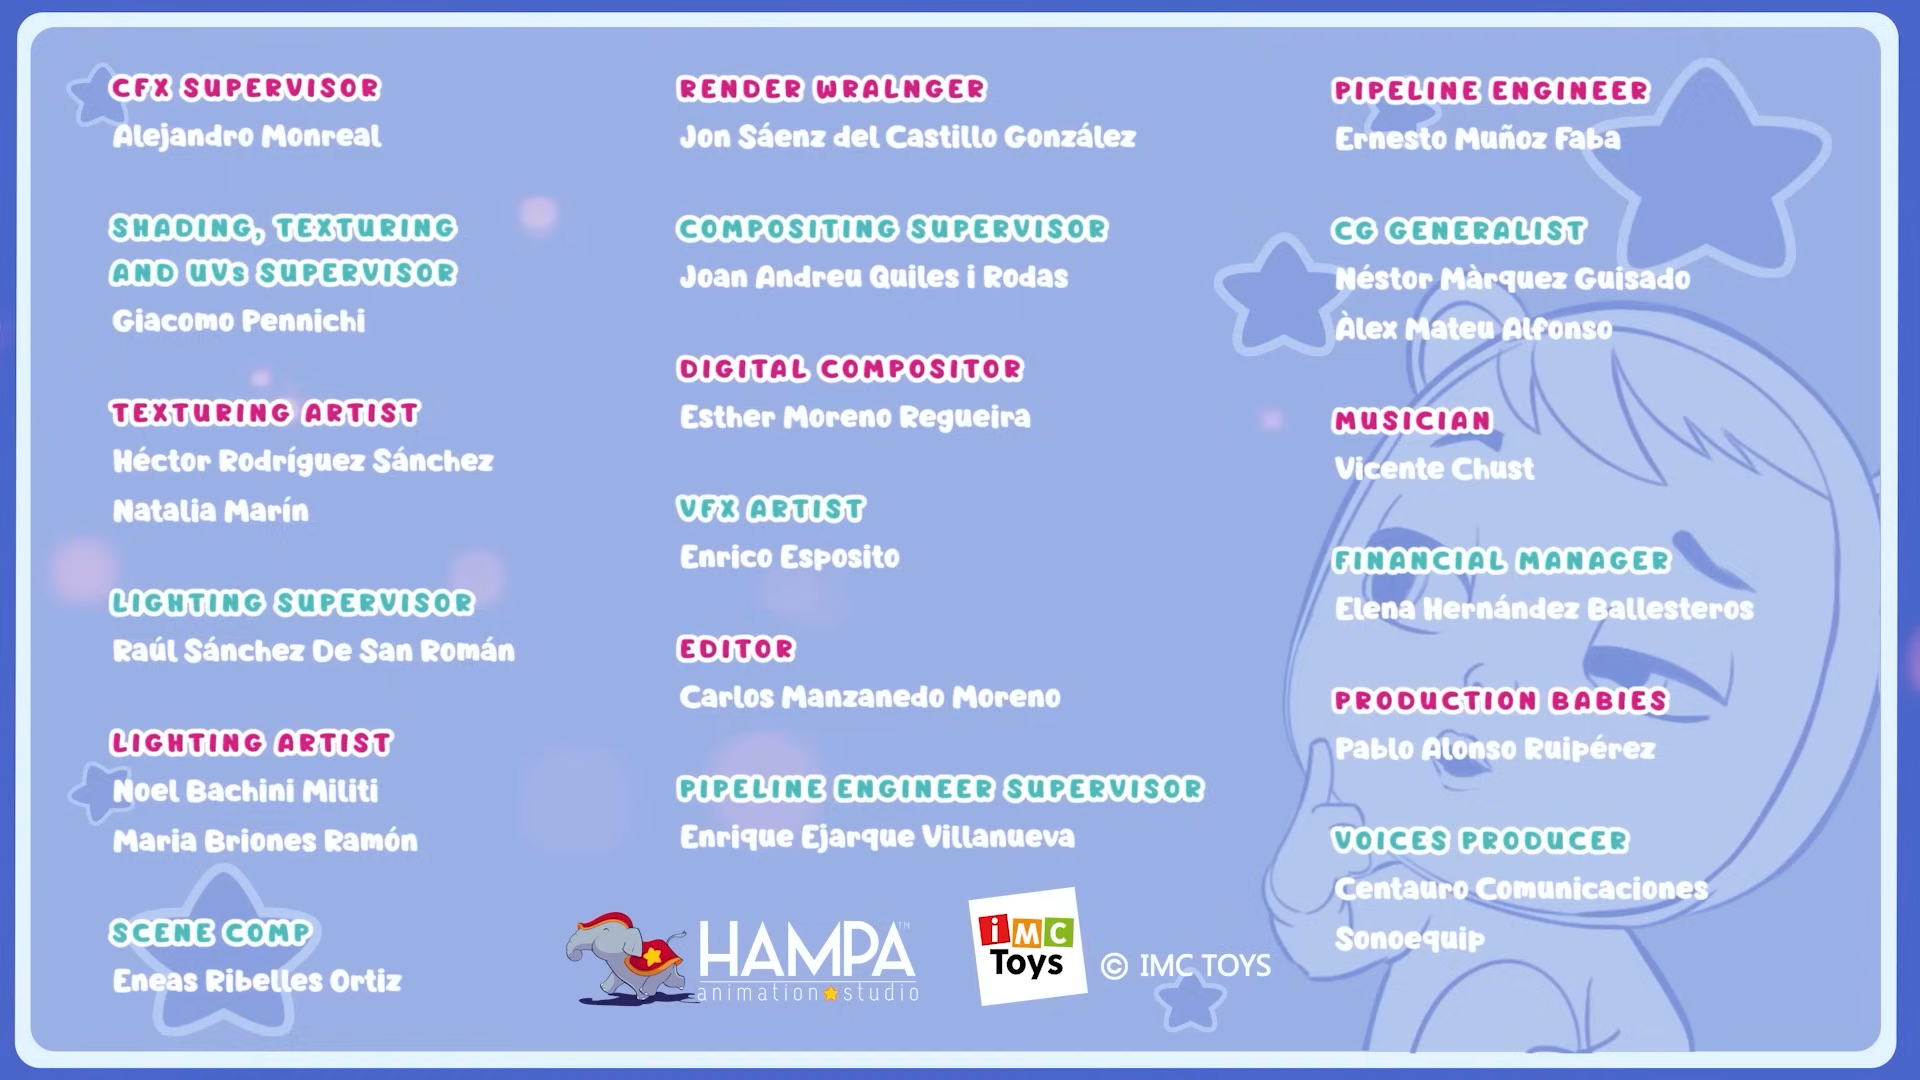 CFX SUPERVISOR
Alejandro Monreal
SHADING, TEXTURING
AND UVs SUPERVISOR
Giacomo Pennichi
TEXTURING ARTIST
Héctor Rodríguez Sánchez
Natalia Marín
LIGHTING SUPERVISOR
Raúl Sánchez De San Román
LIGHTING ARTIST
Noel Bachini Militi
Maria Briones Ramón
SCENE COMP
Eneas Ribelles Ortiz
RENDER WRALNGER
Jon Sáenz del Castillo González
COMPOSITING SUPERVISOR
Joan Andreu Quiles i Rodas
DIGITAL COMPOSITOR
Esther Moreno Regueira
VFX ARTIST
Enrico Esposito
EDITOR
Carlos Manzanedo Moreno
PIPELINE ENGINEER SUPERVISOR
Enrique Ejarque Villanueva
HAMPA™
animation studio
iMC
Toys
© IMC TOYS
PIPELINE ENGINEER
Ernesto Muñoz Faba
CG GENERALIST
Néstor Màrquez Guisado
Àlex Mateu Alfonso
MUSICIAN
Vicente Chust
FINANCIAL MANAGER
Elena Hernández Ballesteros
PRODUCTION BABIES
Pablo Alonso Ruipérez
VOICES PRODUCER
Centauro Comunicaciones
Sonoequip